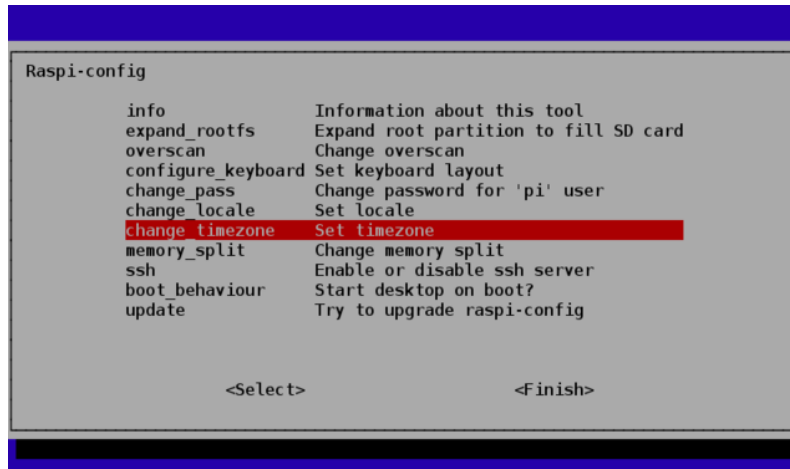 Raspi-config
info Information about this tool
expand_rootfs Expand root partition to fill SD card
overscan Change overscan
configure_keyboard Set keyboard layout
change_pass Change password for 'pi' user
change_locale Set locale
change_timezone Set timezone
memory_split Change memory split
ssh Enable or disable ssh server
boot_behaviour Start desktop on boot?
update Try to upgrade raspi-config
<Select> <Finish>